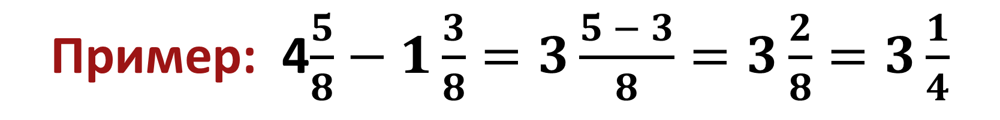 Пример: 4 5/8 − 1 3/8 = 3 (5 − 3)/8 = 3 2/8 = 3 1/4